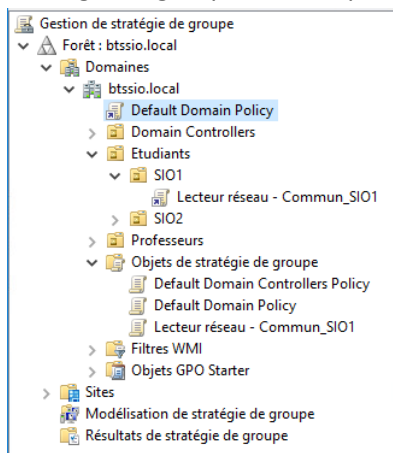 Gestion de stratégie de groupe
Forêt : btssio.local
Domaines
btssio.local
Default Domain Policy
Domain Controllers
Etudiants
SIO1
Lecteur réseau - Commun_SIO1
SIO2
Professeurs
Objets de stratégie de groupe
Default Domain Controllers Policy
Default Domain Policy
Lecteur réseau - Commun_SIO1
Filtres WMI
Objets GPO Starter
Sites
Modélisation de stratégie de groupe
Résultats de stratégie de groupe